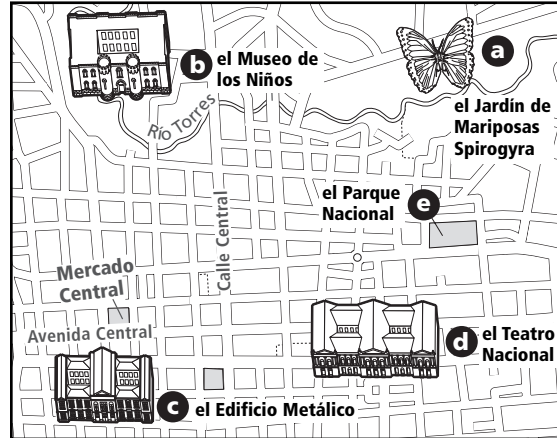 b
el Museo de
los Niños
a
el Jardín de
Mariposas
Spirogyra
Río Torres
el Parque
Nacional
e
Calle Central
Mercado
Central
Avenida Central
d
el Teatro
Nacional
c
el Edificio Metálico